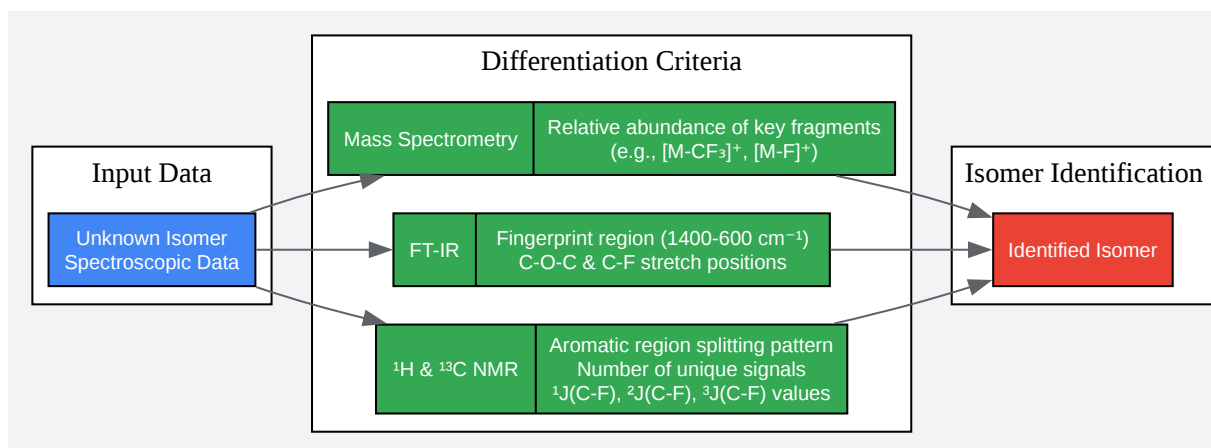 Differentiation Criteria
Mass Spectrometry
Relative abundance of key fragments
(e.g., [M-CF₃]⁺, [M-F]⁺)
Input Data
Isomer Identification
Unknown Isomer
Spectroscopic Data
FT-IR
Fingerprint region (1400-600 cm⁻¹)
C-O-C & C-F stretch positions
Identified Isomer
¹H & ¹³C NMR
Aromatic region splitting pattern
Number of unique signals
¹J(C-F), ²J(C-F), ³J(C-F) values